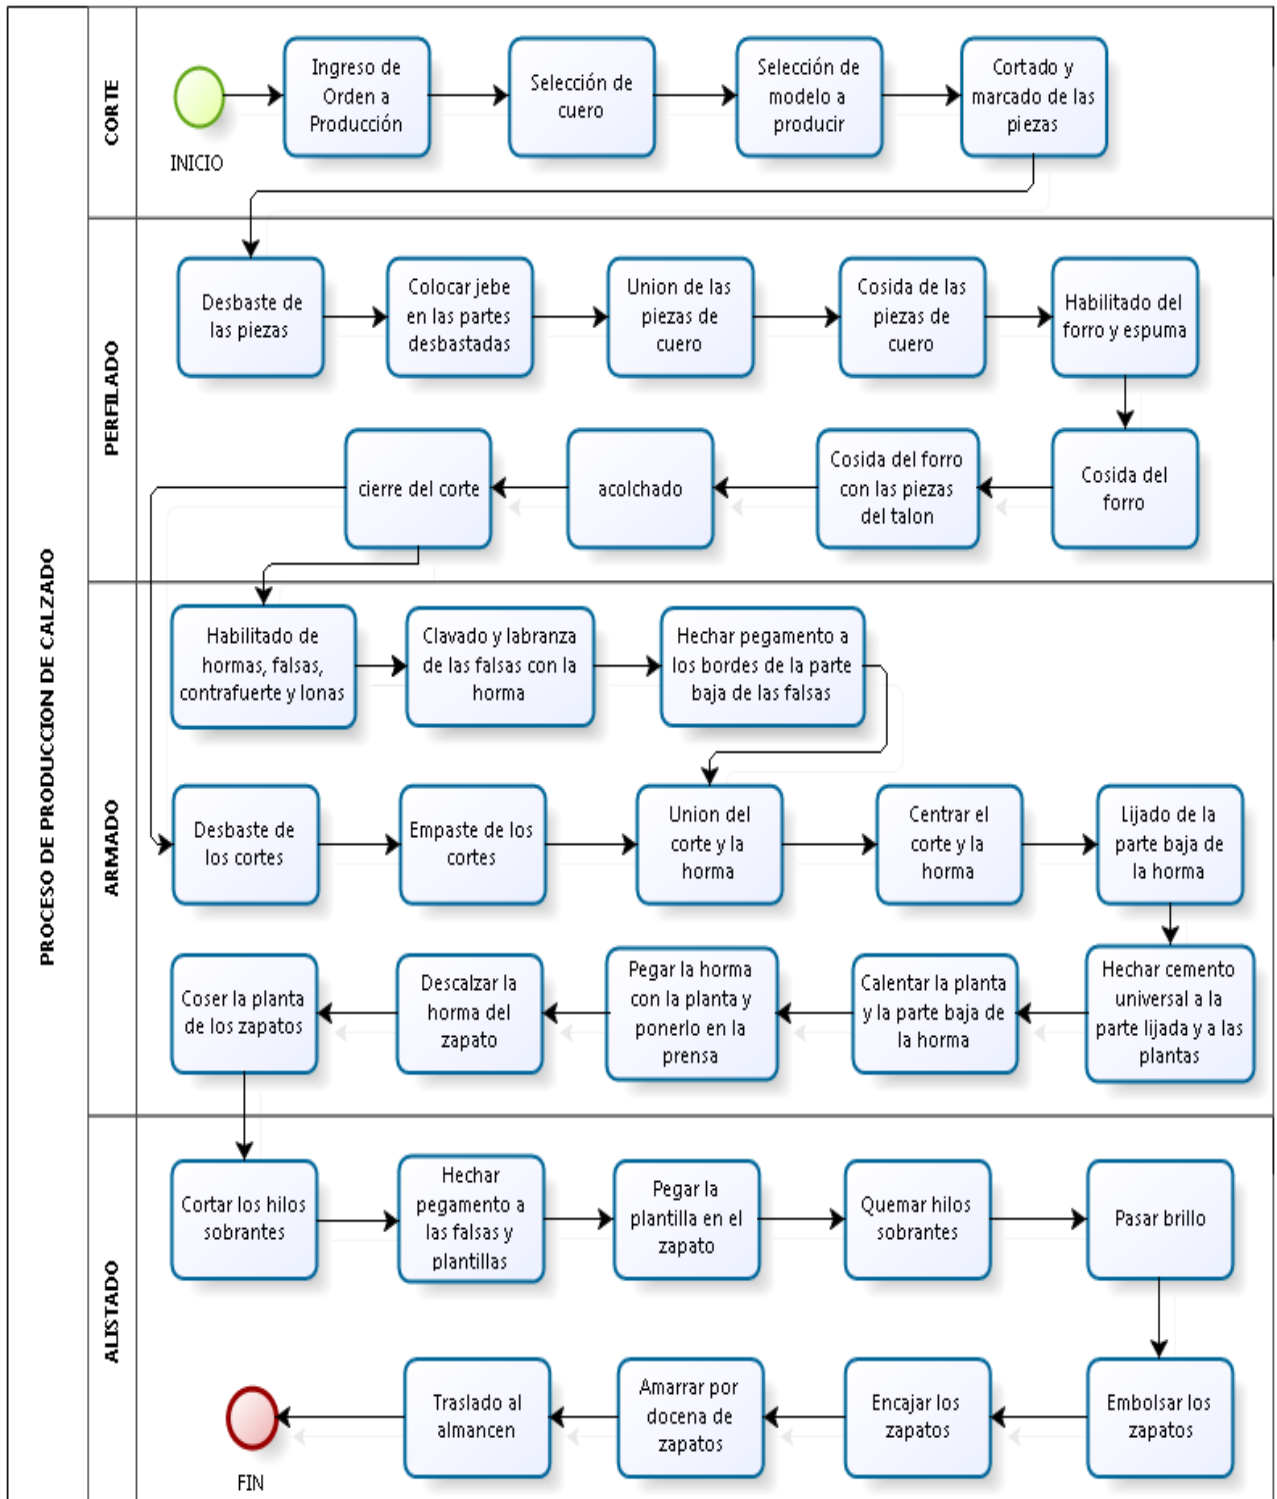 PROCESO DE PRODUCCION DE CALZADO
CORTE
INICIO
Ingreso de
Orden a
Producción
Selección de
cuero
Selección de
modelo a
producir
Cortado y
marcado de las
piezas
PERFILADO
Desbaste de
las piezas
Colocar jebe
en las partes
desbastadas
Union de las
piezas de
cuero
Cosida de las
piezas de
cuero
Habilitado del
forro y espuma
Cosida del
forro
Cosida del forro
con las piezas
del talon
acolchado
cierre del corte
ARMADO
Habilitado de
hormas, falsas,
contrafuerte y lonas
Clavado y labranza
de las falsas con la
horma
Hechar pegamento a
los bordes de la parte
baja de las falsas
Desbaste de
los cortes
Empaste de los
cortes
Union del
corte y la
horma
Centrar el
corte y la
horma
Lijado de la
parte baja de
la horma
Hechar cemento
universal a la
parte lijada y a las
plantas
Calentar la planta
y la parte baja de
la horma
Pegar la horma
con la planta y
ponerlo en la
prensa
Descalzar la
horma del
zapato
Coser la planta
de los zapatos
ALISTADO
Cortar los hilos
sobrantes
Hechar
pegamento a
las falsas y
plantillas
Pegar la
plantilla en el
zapato
Quemar hilos
sobrantes
Pasar brillo
Embolsar los
zapatos
Encajar los
zapatos
Amarrar por
docena de
zapatos
Traslado al
almancen
FIN